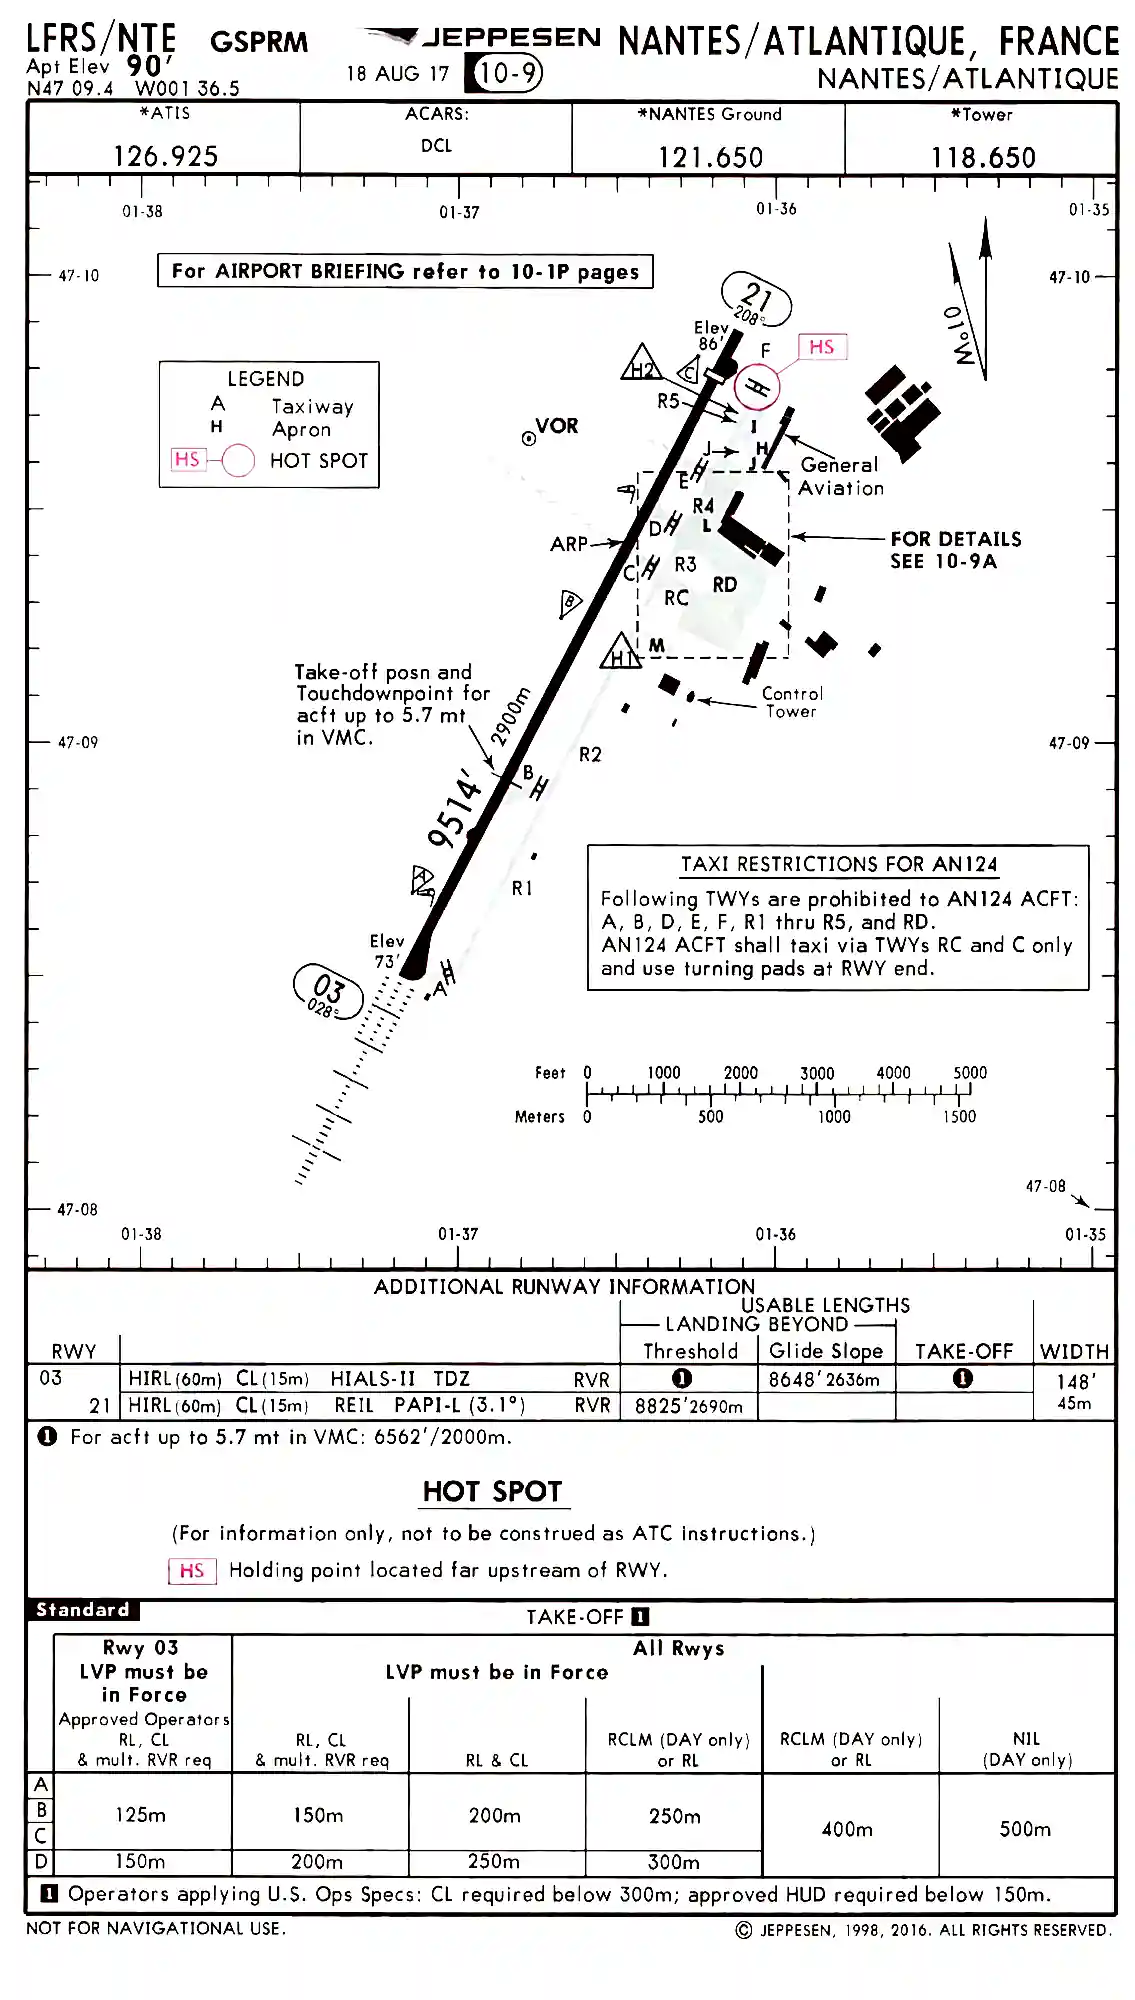 LFRS/NTE GSPRM JEPPESEN NANTES/ATLANTIQUE, FRANCE
Apt Elev 90' 18 AUG 17 10-9 NANTES/ATLANTIQUE
N47 09.4 W001 36.5
*ATIS ACARS: *NANTES Ground *Tower
126.925 DCL 121.650 118.650
01-38 01-37 01-36 01-35
47-10 For AIRPORT BRIEFING refer to 10-1P pages 47-10
21
208°
Elev
86'
01°W
F HS
LEGEND
A Taxiway
H Apron
HS HOT SPOT
H2 C
R5
VOR
I
J H
J
General
Aviation
E
R4
D L
ARP
FOR DETAILS
SEE 10-9A
C R3
RD
RC
B
M
H1
Take-off posn and
Touchdownpoint for
acft up to 5.7 mt
in VMC.
Control
Tower
2900m
47-09 47-09
R2
B
9514'
A
R1
TAXI RESTRICTIONS FOR AN124
Following TWYs are prohibited to AN124 ACFT:
A, B, D, E, F, R1 thru R5, and RD.
AN124 ACFT shall taxi via TWYs RC and C only
and use turning pads at RWY end.
Elev
73'
03
028°
A
Feet 0 1000 2000 3000 4000 5000
Meters 0 500 1000 1500
47-08 47-08
01-38 01-37 01-36 01-35
ADDITIONAL RUNWAY INFORMATION
USABLE LENGTHS
LANDING BEYOND
RWY Threshold Glide Slope TAKE-OFF WIDTH
03 HIRL(60m) CL(15m) HIALS-II TDZ RVR 1 8648' 2636m 1 148'
21 HIRL(60m) CL(15m) REIL PAPI-L (3.1°) RVR 8825' 2690m 45m
1 For acft up to 5.7 mt in VMC: 6562'/2000m.
HOT SPOT
(For information only, not to be construed as ATC instructions.)
HS Holding point located far upstream of RWY.
Standard TAKE-OFF 1
Rwy 03 All Rwys
LVP must be
in Force
LVP must be in Force
Approved Operators
RL, CL
& mult. RVR req
RL, CL
& mult. RVR req
RL & CL
RCLM (DAY only)
or RL
RCLM (DAY only)
or RL
NIL
(DAY only)
A
B 125m 150m 200m 250m
C 400m 500m
D 150m 200m 250m 300m
1 Operators applying U.S. Ops Specs: CL required below 300m; approved HUD required below 150m.
NOT FOR NAVIGATIONAL USE. © JEPPESEN, 1998, 2016. ALL RIGHTS RESERVED.